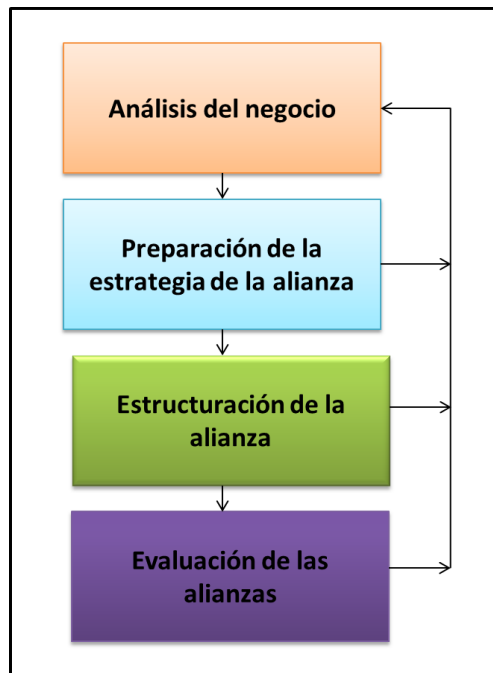 Análisis del negocio
Preparación de la
estrategia de la alianza
Estructuración de la
alianza
Evaluación de las
alianzas